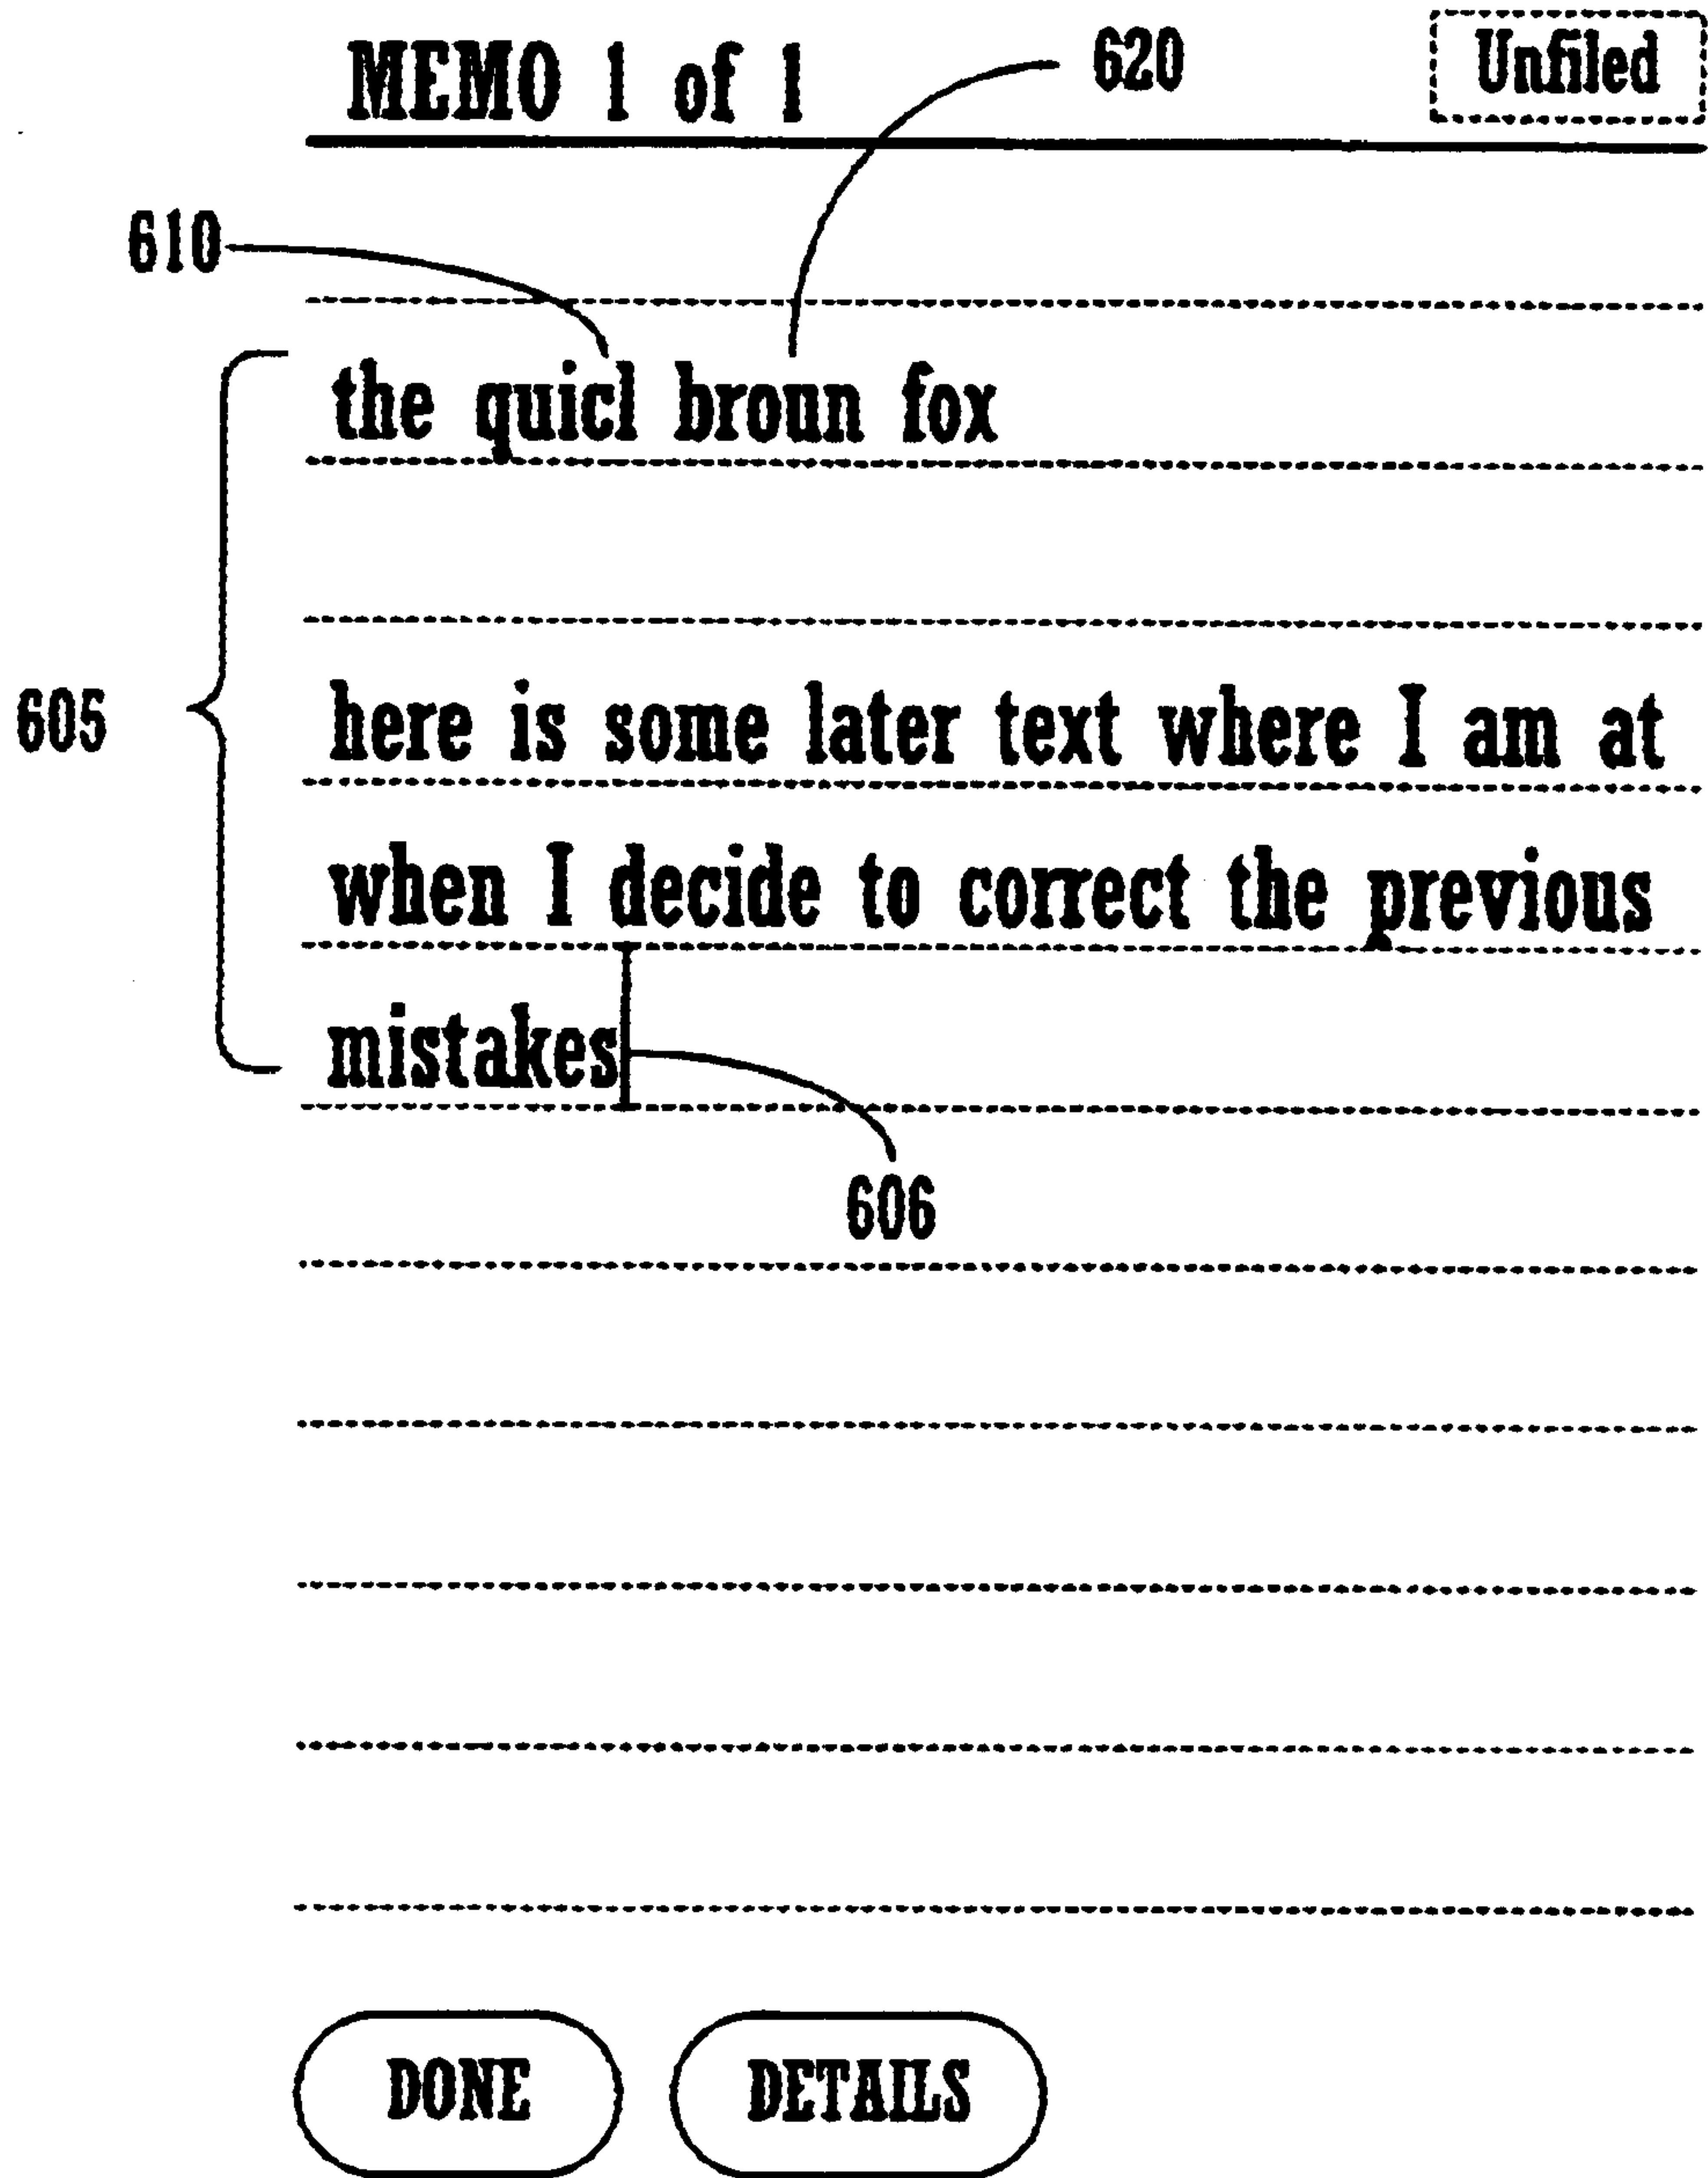 MEMO 1 of 1
620
Unfiled
610
the quicl broun fox
605
here is some later text where I am at
when I decide to correct the previous
mistakes
606
DONE
DETAILS